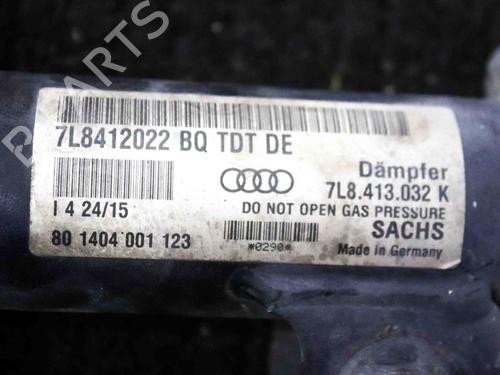 7L8412022 BQ TDT DE
Dämpfer
7L8.413.032 K
I 4 24/15
DO NOT OPEN GAS PRESSURE
80 1404 001 123
*0290*
SACHS
Made in Germany